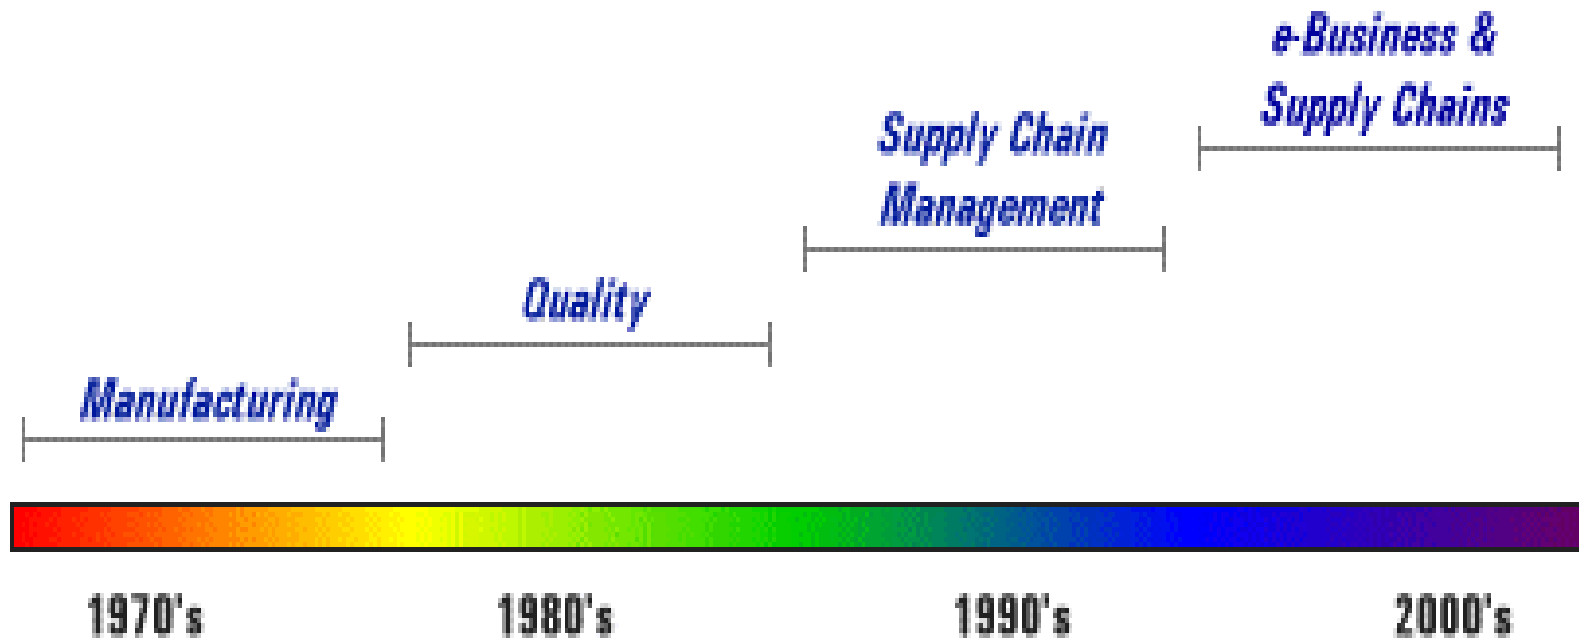 e-Business &
Supply Chains
Supply Chain
Management
Quality
Manufacturing
1970's
1980's
1990's
2000's